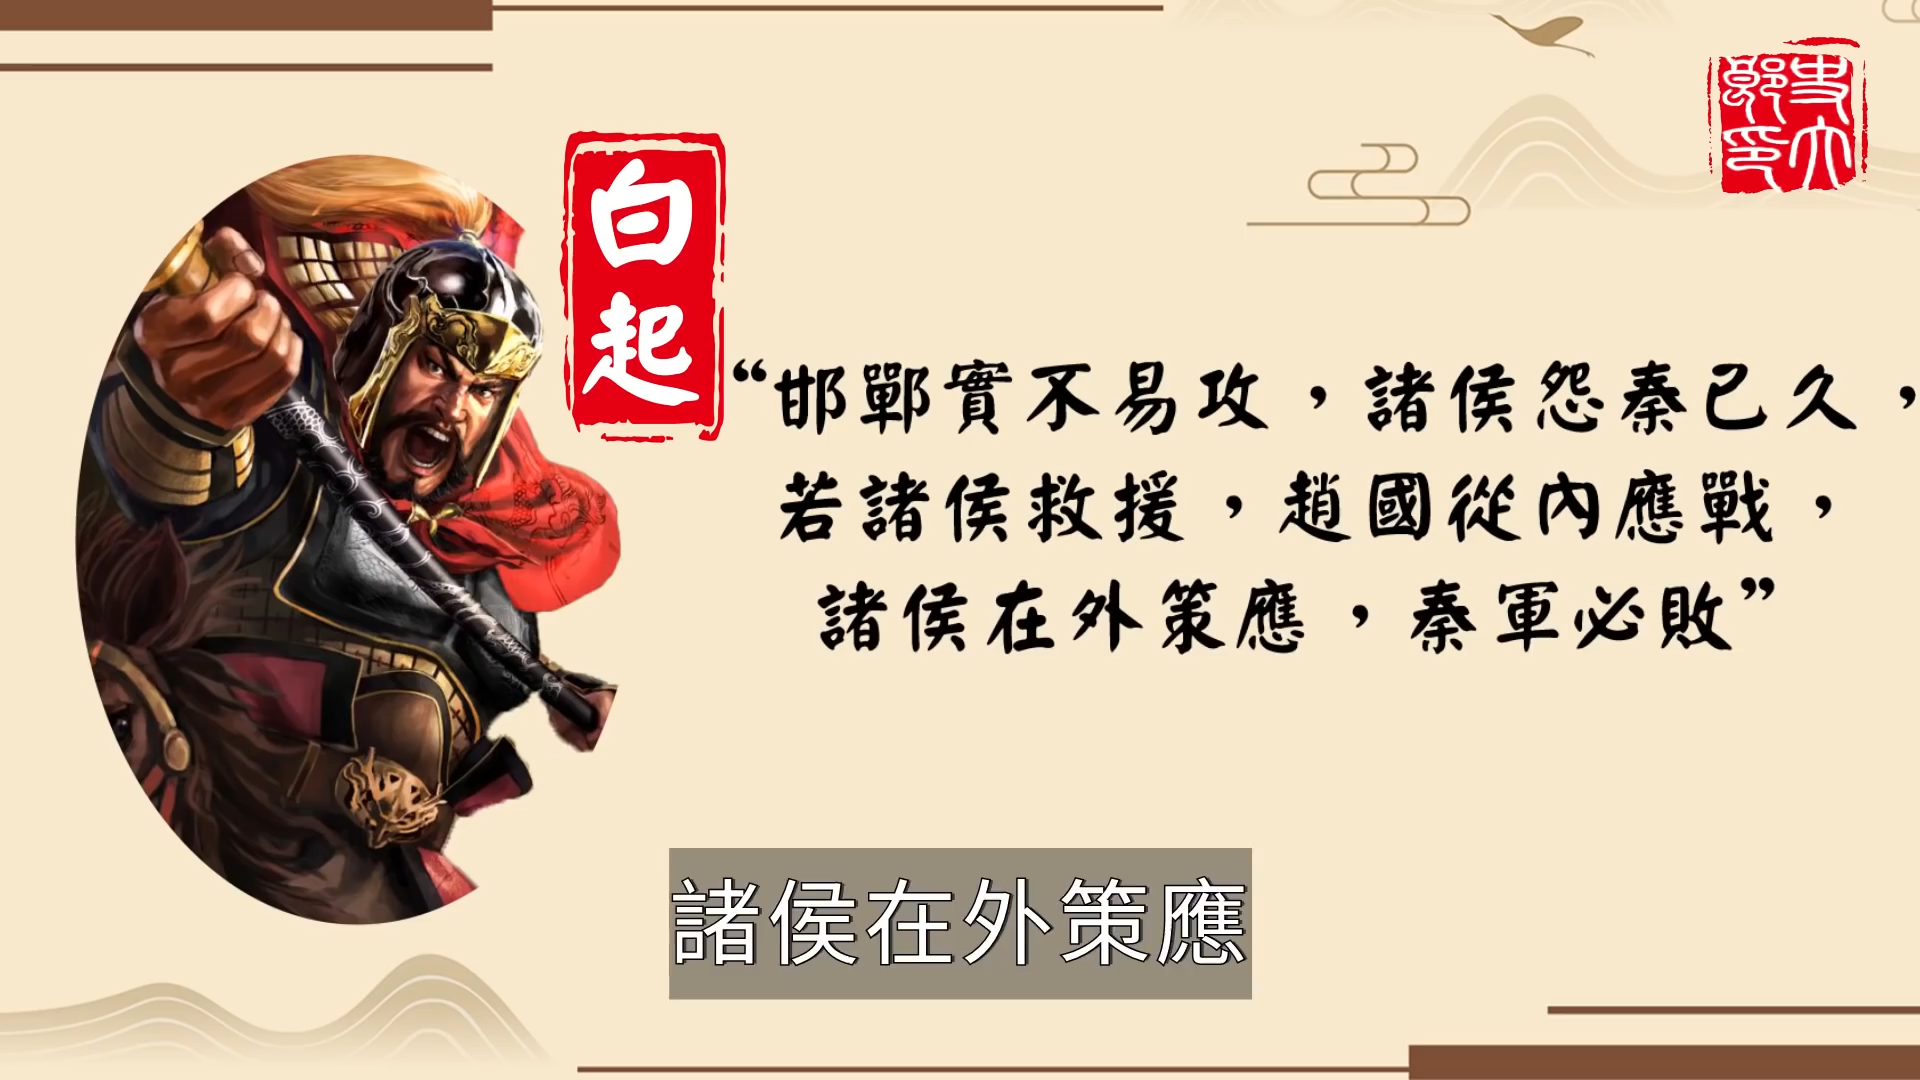 白起
“邯鄲實不易攻，諸侯怨秦已久，
若諸侯救援，趙國從內應戰，
諸侯在外策應，秦軍必敗”
諸侯在外策應